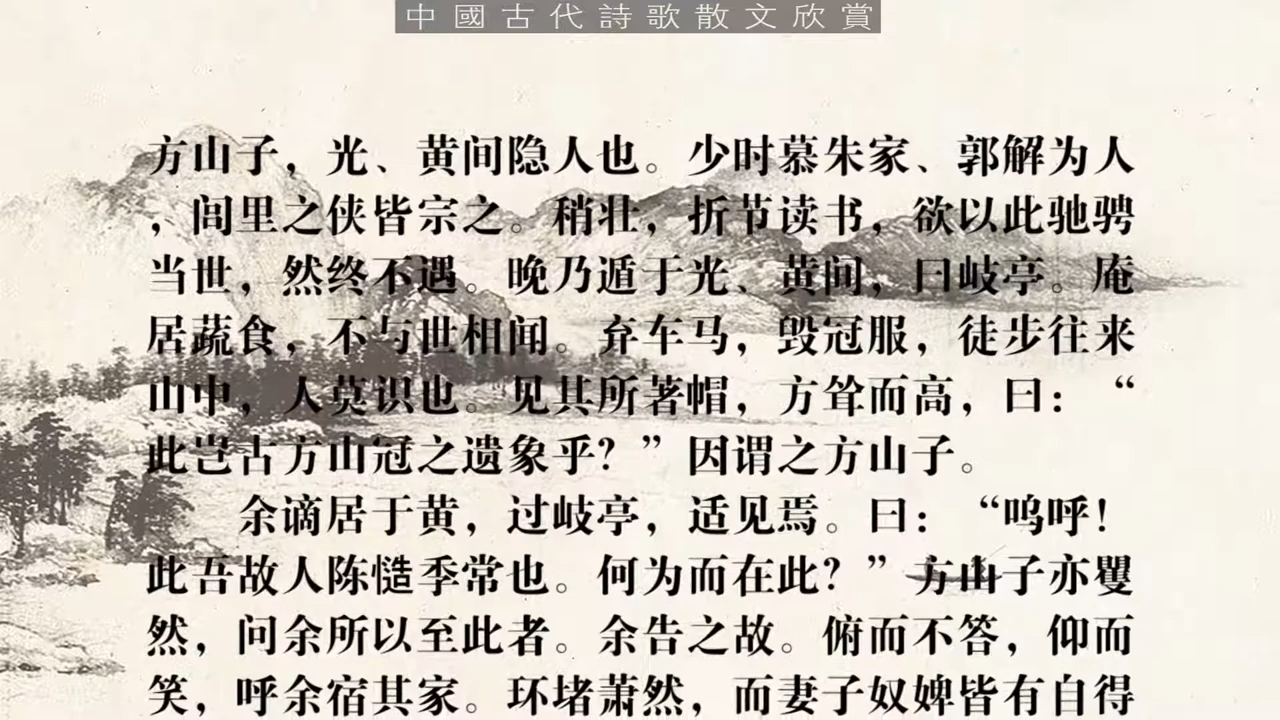 中國古代詩歌散文欣賞
方山子，光、黄间隐人也。少时慕朱家、郭解为人
，闾里之侠皆宗之。稍壮，折节读书，欲以此驰骋
当世，然终不遇。晚乃遁于光、黄间，曰岐亭。庵
居蔬食，不与世相闻。弃车马，毁冠服，徒步往来
山中，人莫识也。见其所著帽，方耸而高，曰：“
此岂古方山冠之遗象乎？”因谓之方山子。
余谪居于黄，过岐亭，适见焉。曰：“呜呼！
此吾故人陈慥季常也。何为而在此？”方山子亦矍
然，问余所以至此者。余告之故。俯而不答，仰而
笑，呼余宿其家。环堵萧然，而妻子奴婢皆有自得